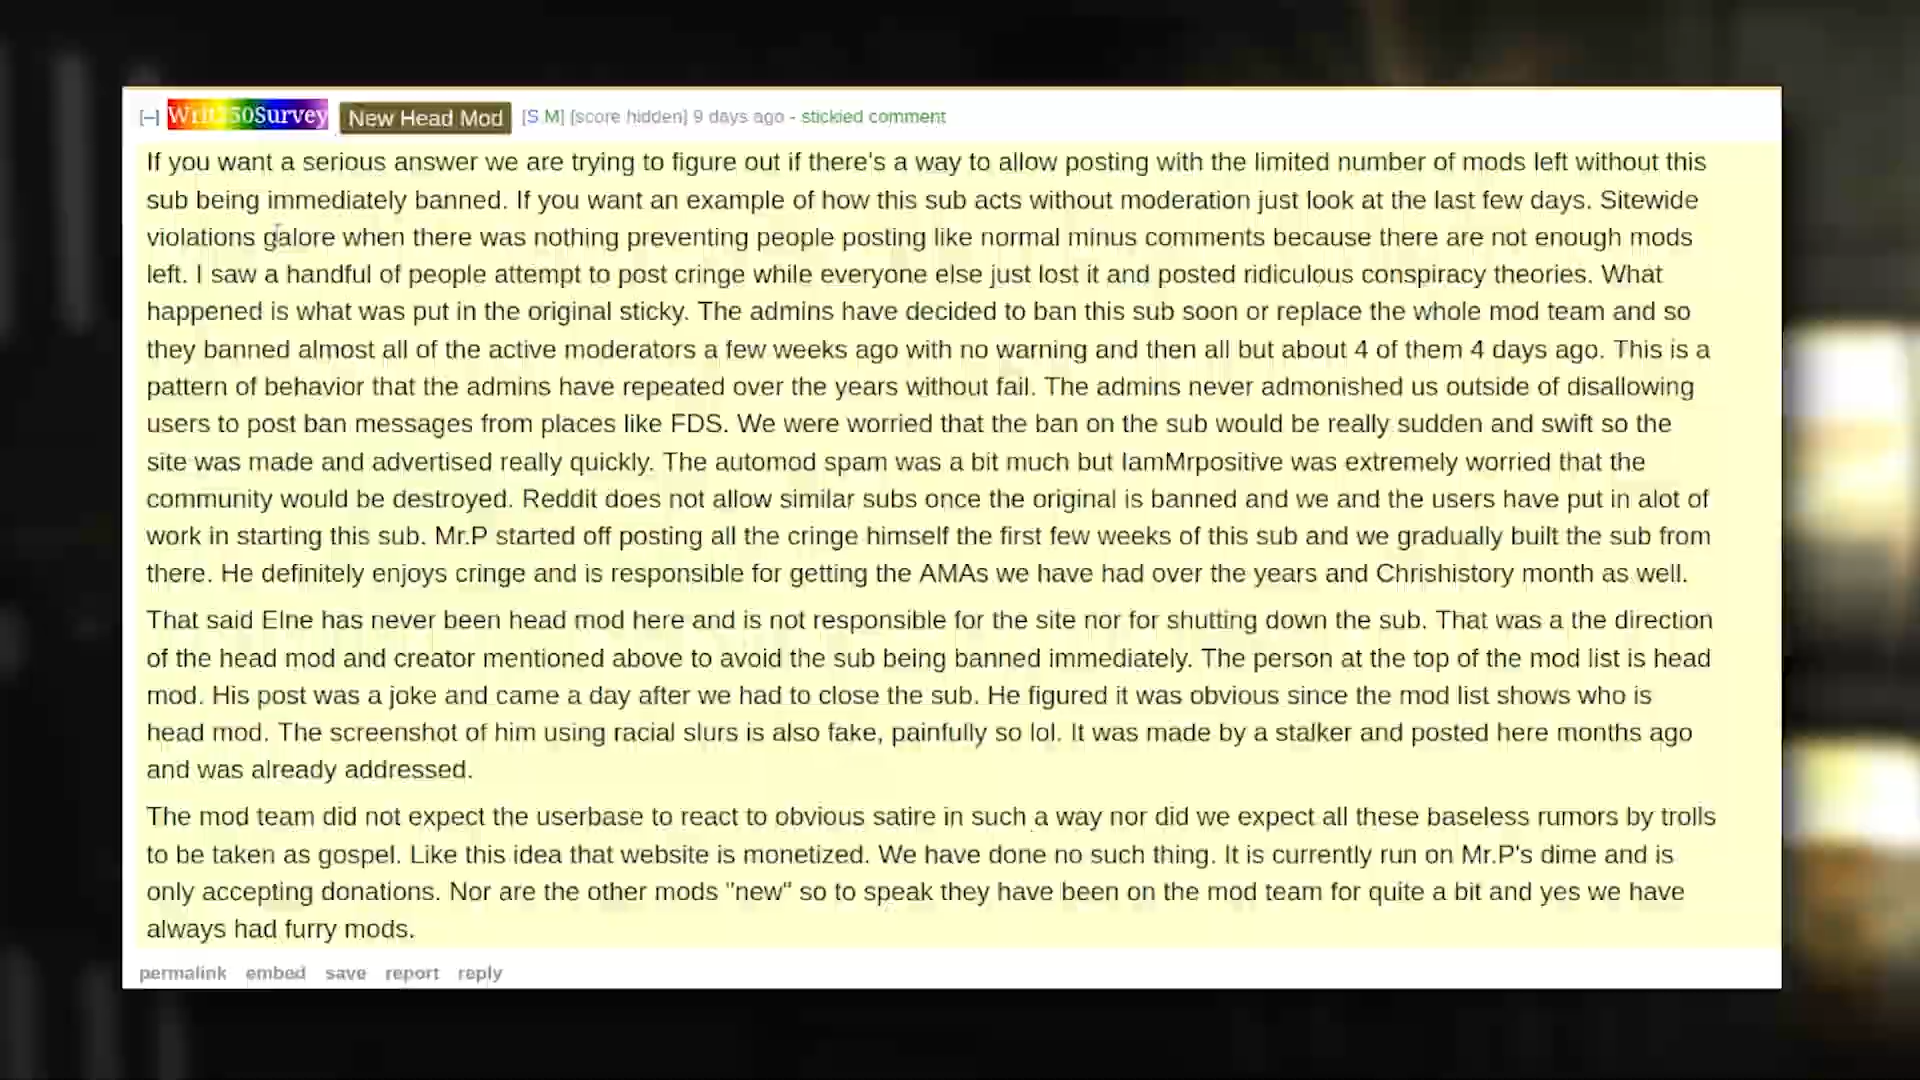 [–] Writ350Survey New Head Mod [S M] [score hidden] 9 days ago - stickied comment
If you want a serious answer we are trying to figure out if there's a way to allow posting with the limited number of mods left without this
sub being immediately banned. If you want an example of how this sub acts without moderation just look at the last few days. Sitewide
violations galore when there was nothing preventing people posting like normal minus comments because there are not enough mods
left. I saw a handful of people attempt to post cringe while everyone else just lost it and posted ridiculous conspiracy theories. What
happened is what was put in the original sticky. The admins have decided to ban this sub soon or replace the whole mod team and so
they banned almost all of the active moderators a few weeks ago with no warning and then all but about 4 of them 4 days ago. This is a
pattern of behavior that the admins have repeated over the years without fail. The admins never admonished us outside of disallowing
users to post ban messages from places like FDS. We were worried that the ban on the sub would be really sudden and swift so the
site was made and advertised really quickly. The automod spam was a bit much but IamMrpositive was extremely worried that the
community would be destroyed. Reddit does not allow similar subs once the original is banned and we and the users have put in alot of
work in starting this sub. Mr.P started off posting all the cringe himself the first few weeks of this sub and we gradually built the sub from
there. He definitely enjoys cringe and is responsible for getting the AMAs we have had over the years and Chrishistory month as well.
That said Elne has never been head mod here and is not responsible for the site nor for shutting down the sub. That was a the direction
of the head mod and creator mentioned above to avoid the sub being banned immediately. The person at the top of the mod list is head
mod. His post was a joke and came a day after we had to close the sub. He figured it was obvious since the mod list shows who is
head mod. The screenshot of him using racial slurs is also fake, painfully so lol. It was made by a stalker and posted here months ago
and was already addressed.
The mod team did not expect the userbase to react to obvious satire in such a way nor did we expect all these baseless rumors by trolls
to be taken as gospel. Like this idea that website is monetized. We have done no such thing. It is currently run on Mr.P's dime and is
only accepting donations. Nor are the other mods "new" so to speak they have been on the mod team for quite a bit and yes we have
always had furry mods.
permalink embed save report reply